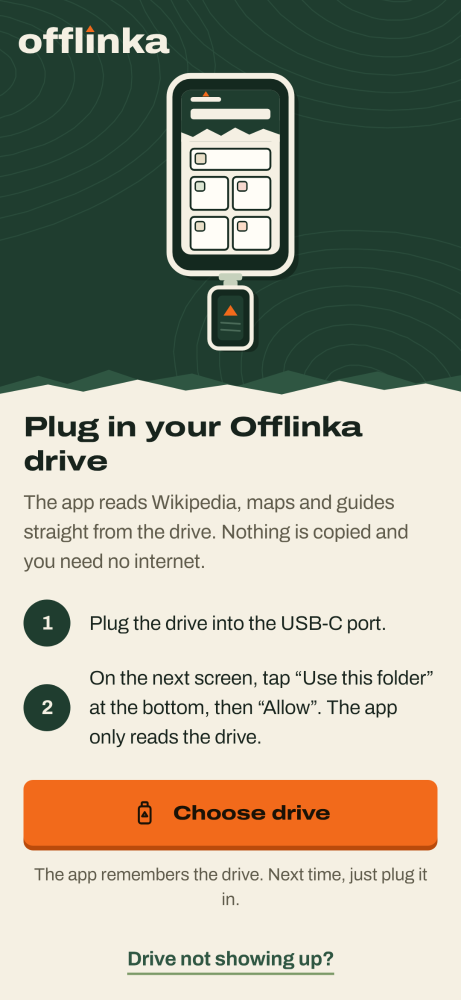 offlinka
Plug in your Offlinka
drive
The app reads Wikipedia, maps and guides
straight from the drive. Nothing is copied and
you need no internet.
1
Plug the drive into the USB-C port.
On the next screen, tap “Use this folder”
2
at the bottom, then “Allow”. The app
only reads the drive.
Choose drive
The app remembers the drive. Next time, just plug it
in.
Drive not showing up?